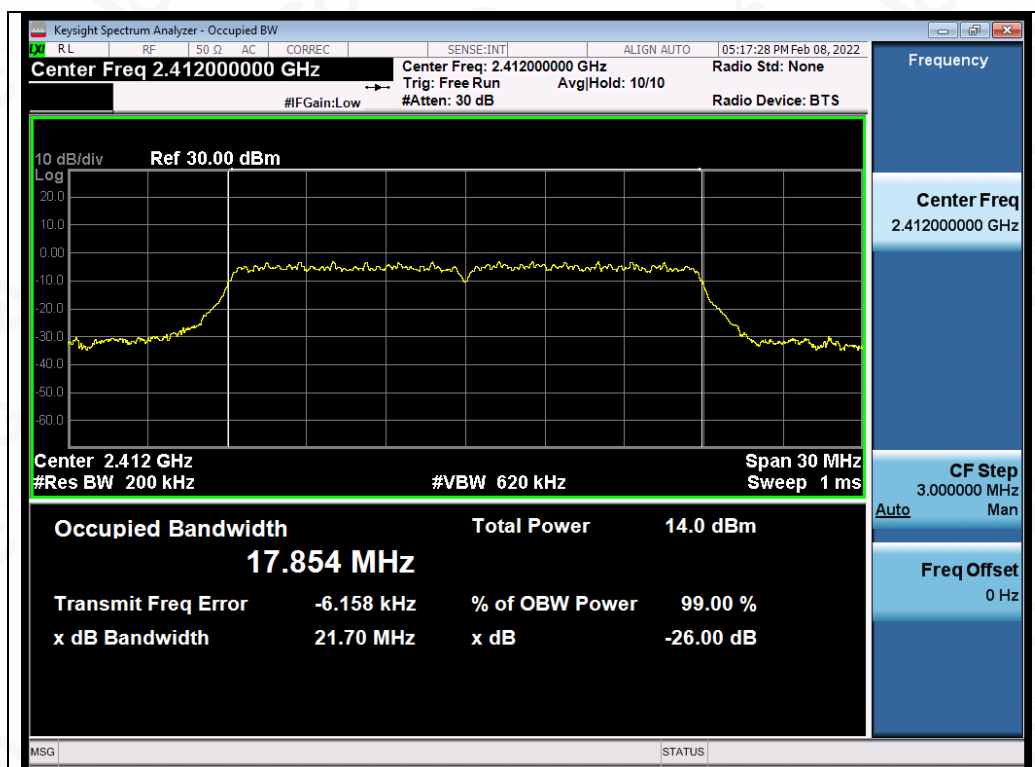 Keysight Spectrum Analyzer - Occupied BW
LXI RL RF 50 Ω AC CORREC SENSE:INT ALIGN AUTO 05:17:28 PM Feb 08, 2022
Center Freq 2.412000000 GHz
Center Freq: 2.412000000 GHz
Radio Std: None
Trig: Free Run Avg|Hold: 10/10
#IFGain:Low
#Atten: 30 dB
Radio Device: BTS
Frequency
10 dB/div Ref 30.00 dBm
Log
20.0
10.0
0.00
-10.0
-20.0
-30.0
-40.0
-50.0
-60.0
Center 2.412 GHz Span 30 MHz
#Res BW 200 kHz #VBW 620 kHz Sweep 1 ms
Occupied Bandwidth Total Power 14.0 dBm
17.854 MHz
Transmit Freq Error -6.158 kHz % of OBW Power 99.00 %
x dB Bandwidth 21.70 MHz x dB -26.00 dB
Center Freq
2.412000000 GHz
CF Step
3.000000 MHz
Auto Man
Freq Offset
0 Hz
MSG STATUS